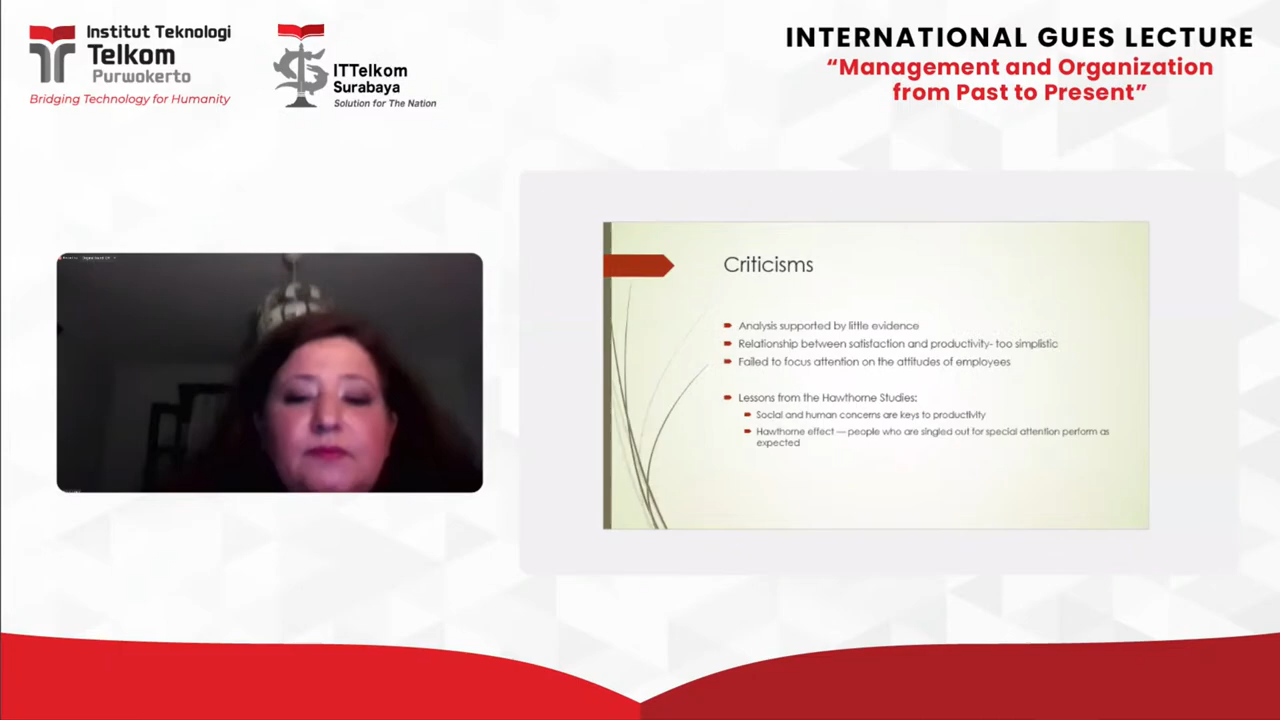 Institut Teknologi
Telkom
Purwokerto
Bridging Technology for Humanity
ITTelkom
Surabaya
Solution for The Nation
INTERNATIONAL GUES LECTURE
“Management and Organization
from Past to Present”
Criticisms
Analysis supported by little evidence
Relationship between satisfaction and productivity- too simplistic
Failed to focus attention on the attitudes of employees
Lessons from the Hawthorne Studies:
Social and human concerns are keys to productivity
Hawthorne effect — people who are singled out for special attention perform as
expected